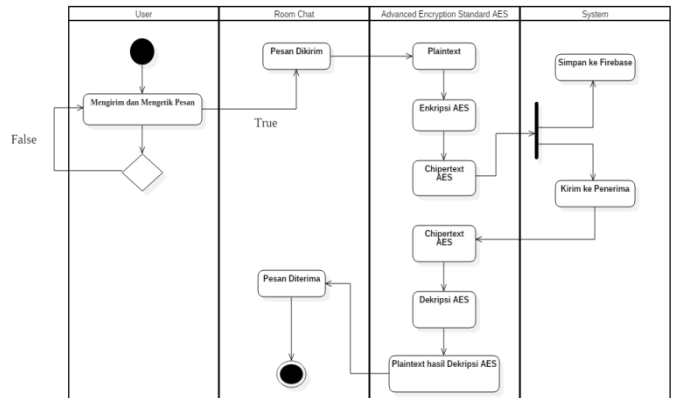 User
Room Chat
Advanced Encryption Standard AES
System
Pesan Dikirim
Plaintext
Simpan ke Firebase
Mengirim dan Mengetik Pesan
Enkripsi AES
False
True
Chipertext
AES
Kirim ke Penerima
Chipertext
AES
Pesan Diterima
Dekripsi AES
Plaintext hasil Dekripsi AES